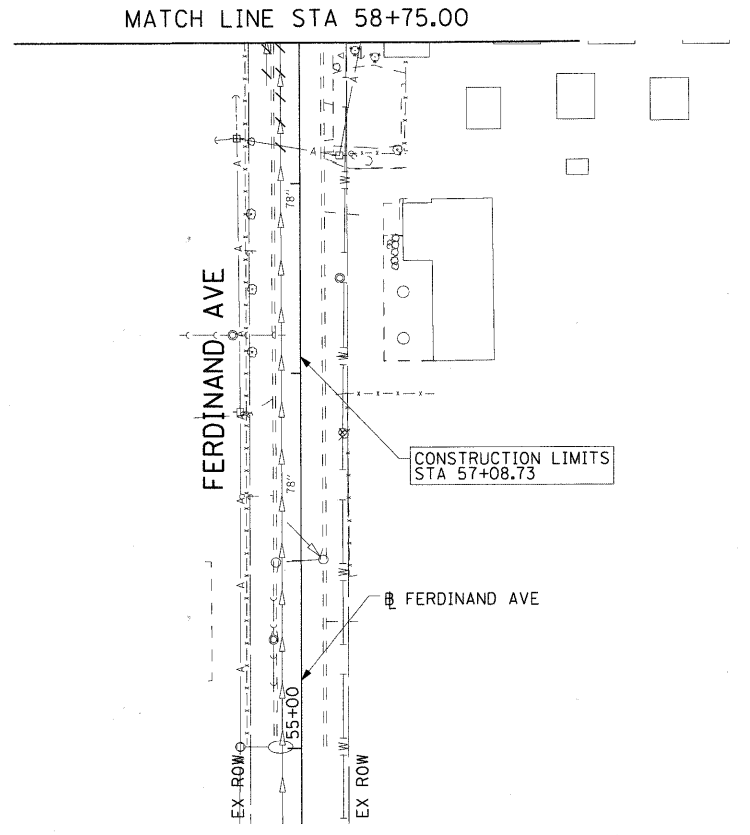 MATCH LINE STA 58+75.00
78"
FERDINAND AVE
CONSTRUCTION LIMITS
STA 57+08.73
78"
℄ FERDINAND AVE
55+00
EX ROW
EX ROW